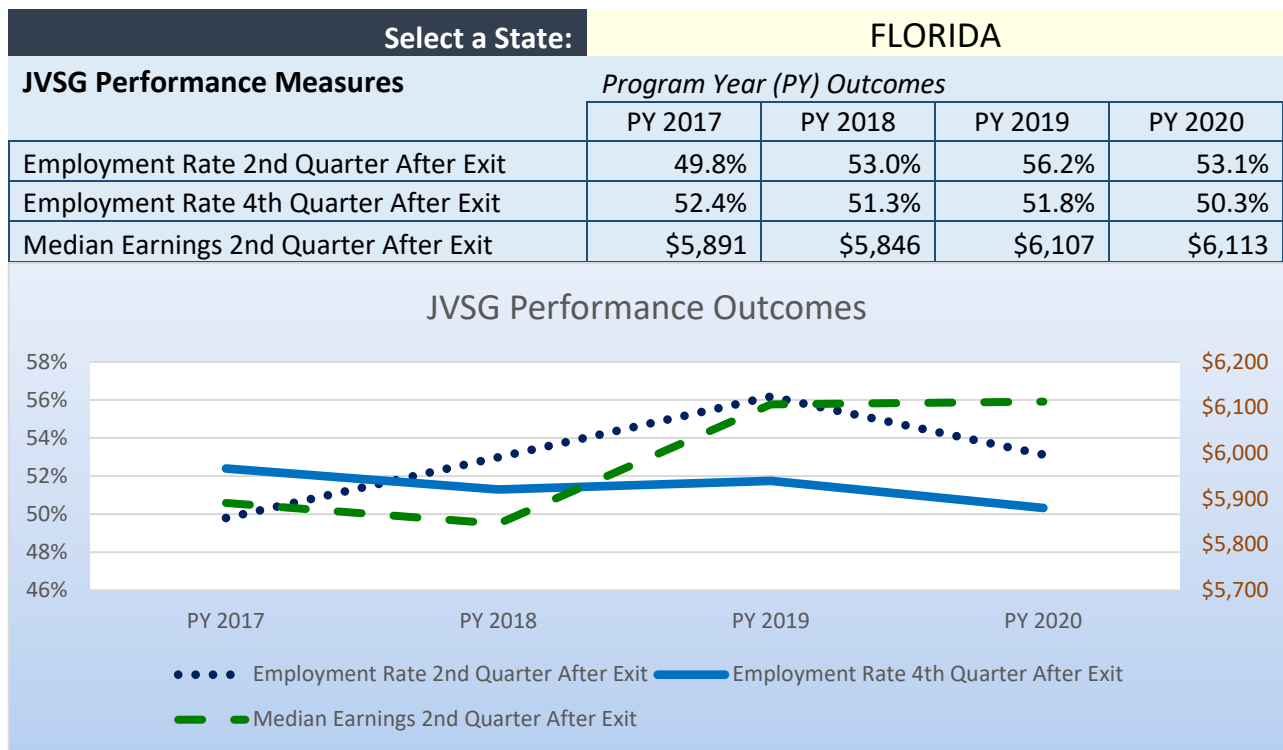 Select a State: FLORIDA
JVSG Performance Measures Program Year (PY) Outcomes
PY 2017 PY 2018 PY 2019 PY 2020
Employment Rate 2nd Quarter After Exit 49.8% 53.0% 56.2% 53.1%
Employment Rate 4th Quarter After Exit 52.4% 51.3% 51.8% 50.3%
Median Earnings 2nd Quarter After Exit $5,891 $5,846 $6,107 $6,113
JVSG Performance Outcomes
58% $6,200
56% $6,100
54% $6,000
52% $5,900
50% $5,800
48% $5,700
46%
PY 2017 PY 2018 PY 2019 PY 2020
Employment Rate 2nd Quarter After Exit Employment Rate 4th Quarter After Exit
Median Earnings 2nd Quarter After Exit